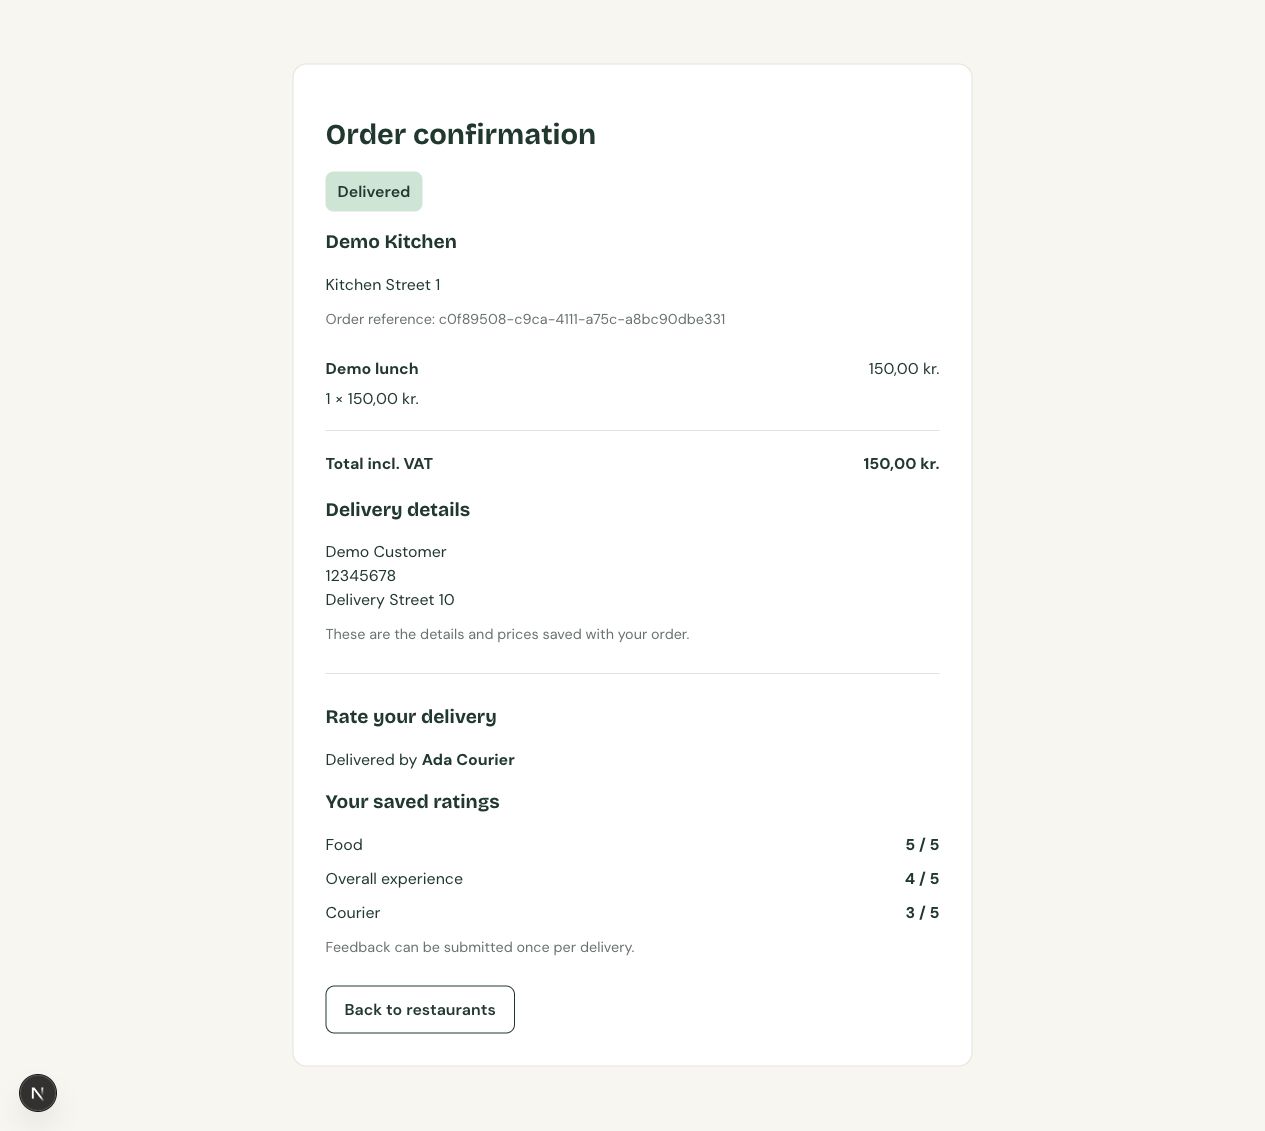 Order confirmation
Delivered
Demo Kitchen
Kitchen Street 1
Order reference: c0f89508-c9ca-4111-a75c-a8bc90dbe331
Demo lunch 150,00 kr.
1 × 150,00 kr.
Total incl. VAT 150,00 kr.
Delivery details
Demo Customer
12345678
Delivery Street 10
These are the details and prices saved with your order.
Rate your delivery
Delivered by Ada Courier
Your saved ratings
Food 5 / 5
Overall experience 4 / 5
Courier 3 / 5
Feedback can be submitted once per delivery.
Back to restaurants
N